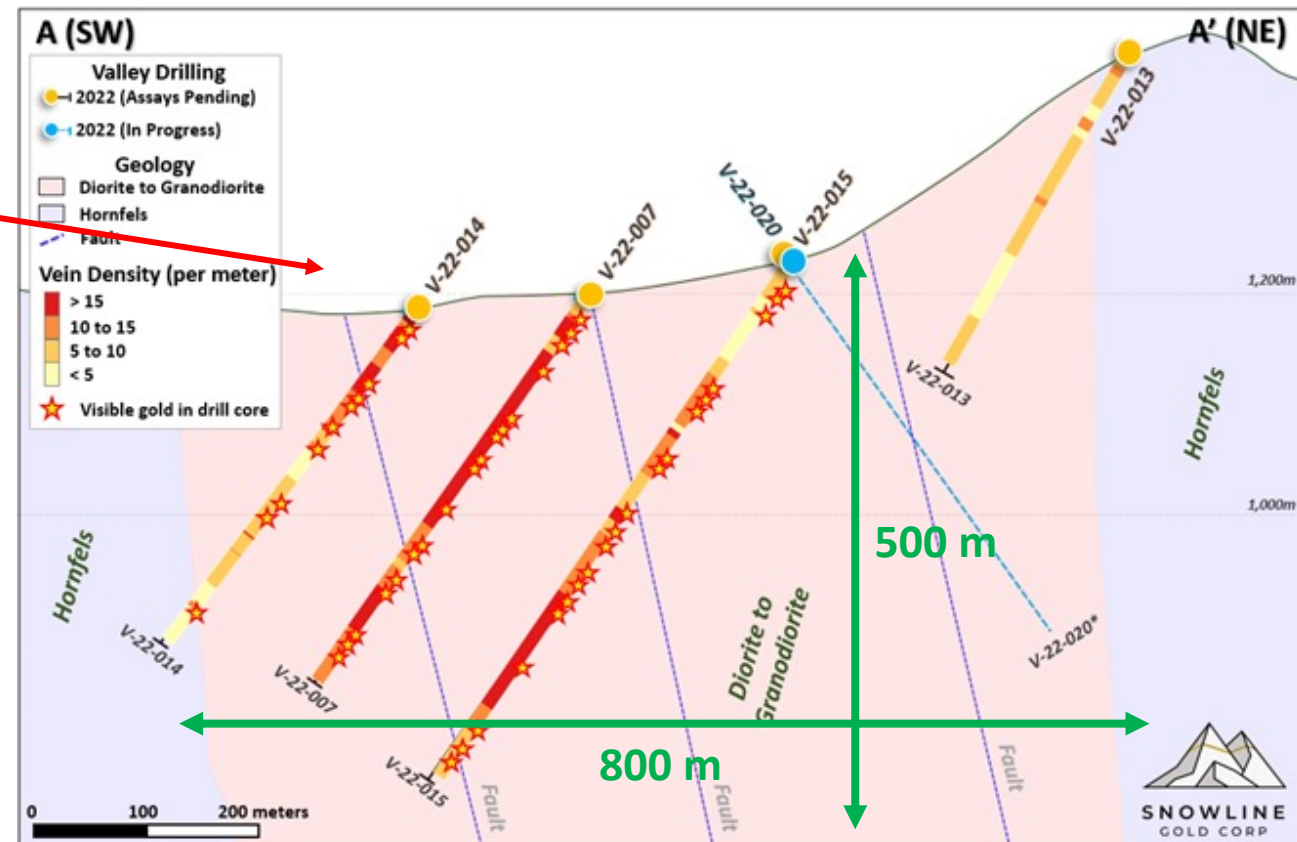 A (SW)
A' (NE)
Valley Drilling
2022 (Assays Pending)
2022 (In Progress)
Geology
Diorite to Granodiorite
Hornfels
Fault
Vein Density (per meter)
> 15
10 to 15
5 to 10
< 5
Visible gold in drill core
V-22-014
V-22-007
V-22-020
V-22-015
V-22-013
1,200m
V-22-013
Hornfels
1,000m
500 m
Hornfels
V-22-014
V-22-007
Diorite to
Granodiorite
V-22-020*
800 m
V-22-015
Fault
Fault
Fault
0 100 200 meters
SNOWLINE
GOLD CORP